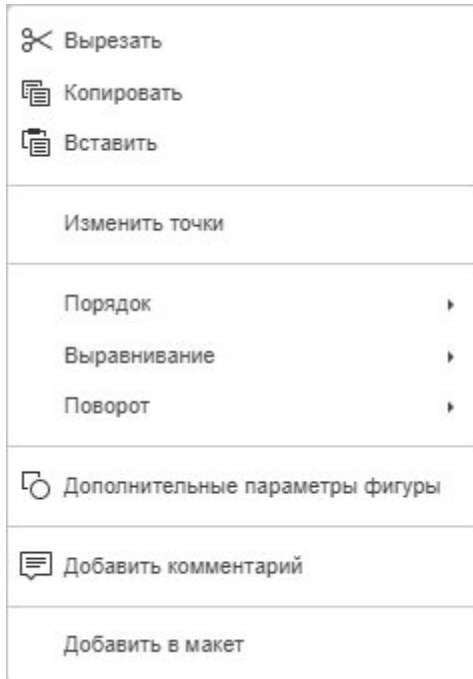 Вырезать
Копировать
Вставить
Изменить точки
Порядок
Выравнивание
Поворот
Дополнительные параметры фигуры
Добавить комментарий
Добавить в макет